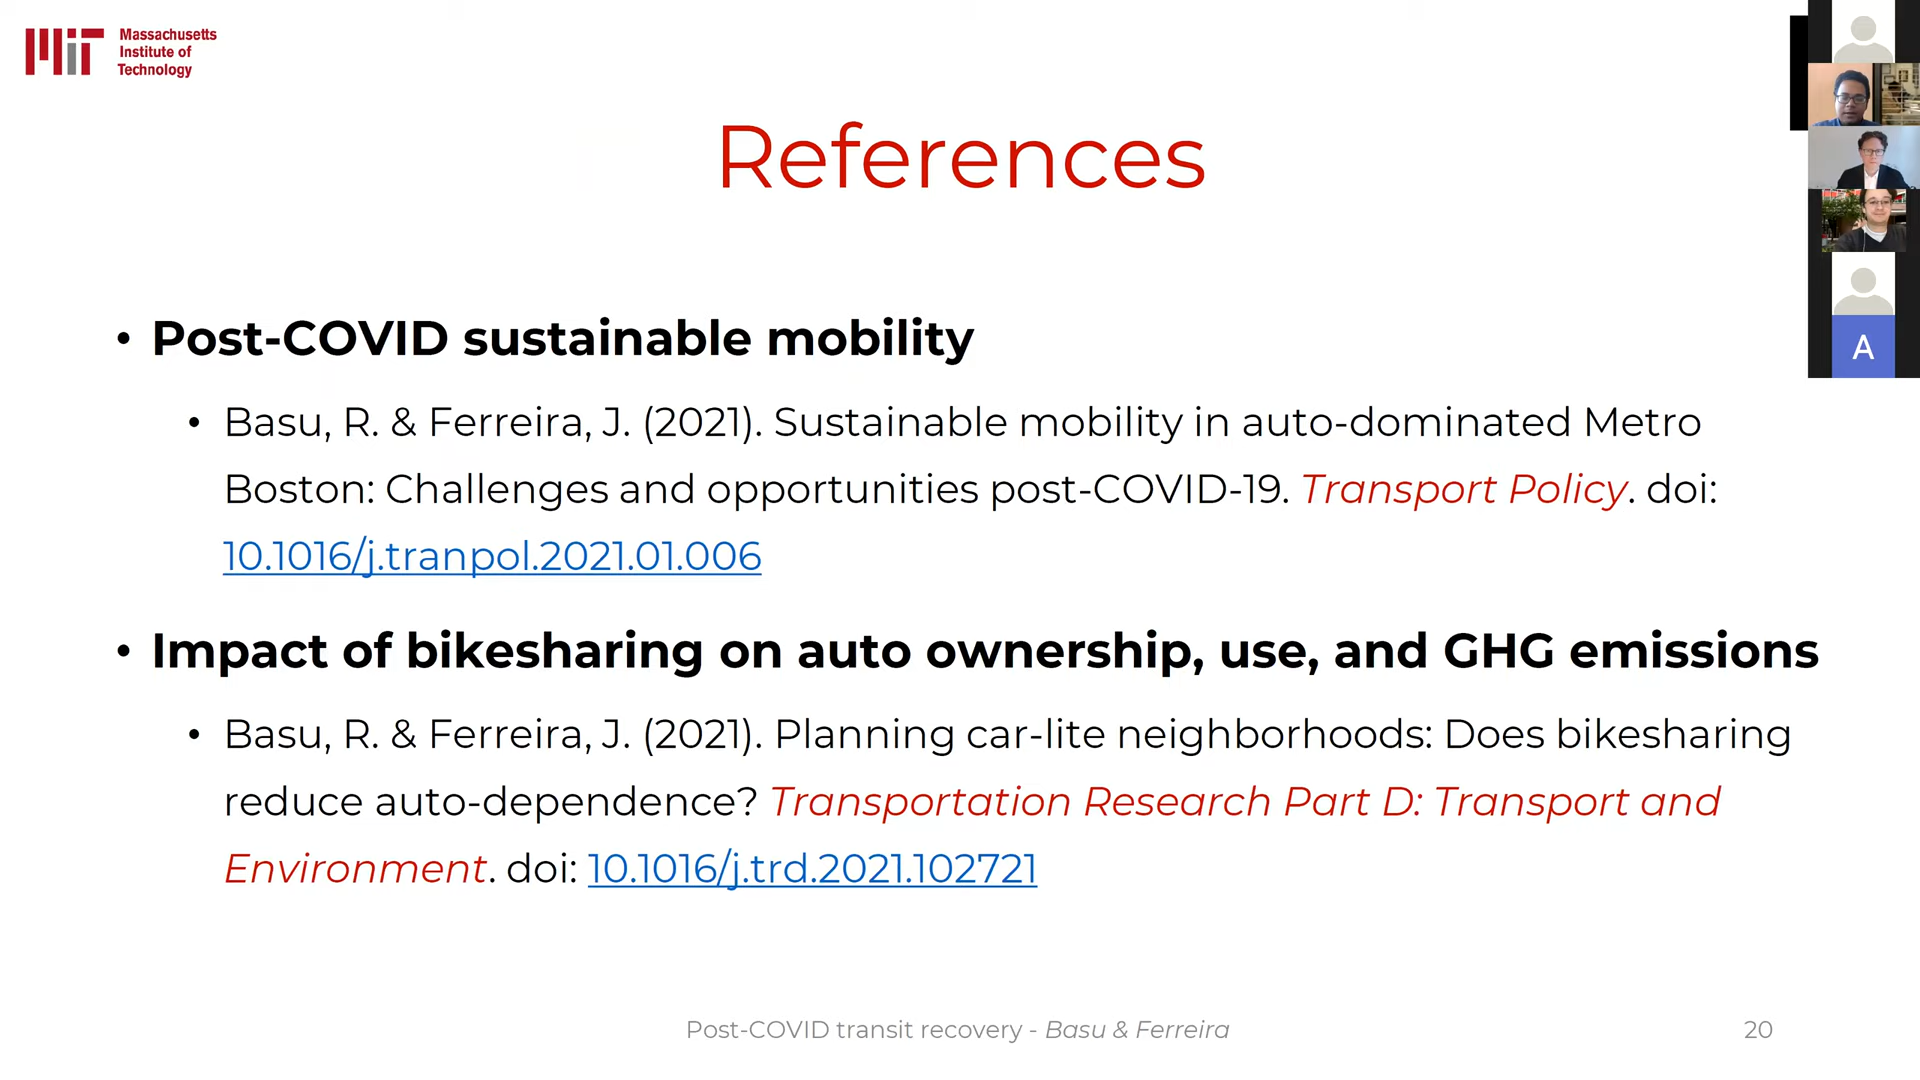 Massachusetts
Institute of
Technology
References
• Post-COVID sustainable mobility
• Basu, R. & Ferreira, J. (2021). Sustainable mobility in auto-dominated Metro
Boston: Challenges and opportunities post-COVID-19. Transport Policy. doi:
10.1016/j.tranpol.2021.01.006
• Impact of bikesharing on auto ownership, use, and GHG emissions
• Basu, R. & Ferreira, J. (2021). Planning car-lite neighborhoods: Does bikesharing
reduce auto-dependence? Transportation Research Part D: Transport and
Environment. doi: 10.1016/j.trd.2021.102721
Post-COVID transit recovery - Basu & Ferreira
20
A